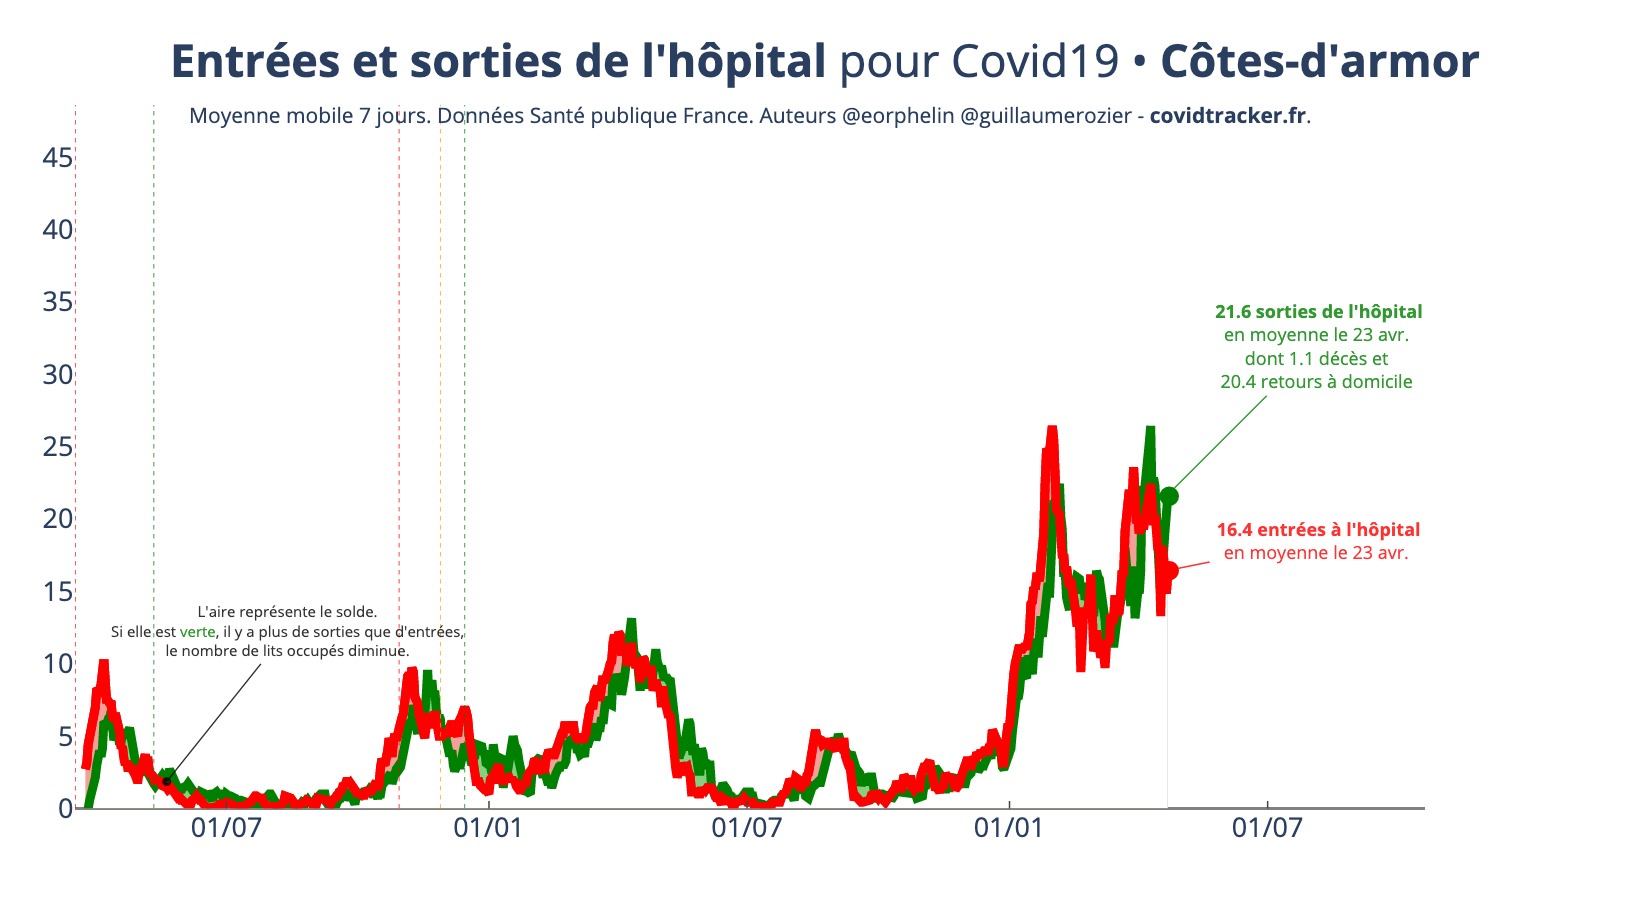 Entrées et sorties de l'hôpital pour Covid19 • Côtes-d'armor
Moyenne mobile 7 jours. Données Santé publique France. Auteurs @eorphelin @guillaumerozier - covidtracker.fr.
45
40
35
30
25
20
15
10
5
0
21.6 sorties de l'hôpital
en moyenne le 23 avr.
dont 1.1 décès et
20.4 retours à domicile
16.4 entrées à l'hôpital
en moyenne le 23 avr.
L'aire représente le solde.
Si elle est verte, il y a plus de sorties que d'entrées,
le nombre de lits occupés diminue.
01/07 01/01 01/07 01/01 01/07